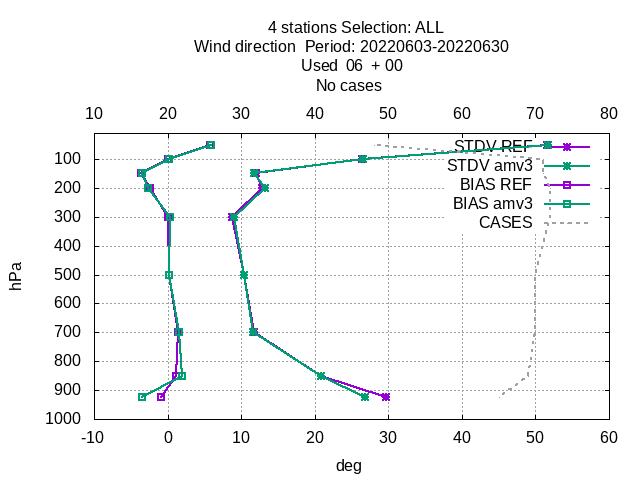 4 stations Selection: ALL
Wind direction  Period: 20220603-20220630
Used  06  + 00
No cases
10 20 30 40 50 60 70 80
STDV REF
STDV amv3
BIAS REF
BIAS amv3
CASES
hPa
100
200
300
400
500
600
700
800
900
1000
-10 0 10 20 30 40 50 60
deg